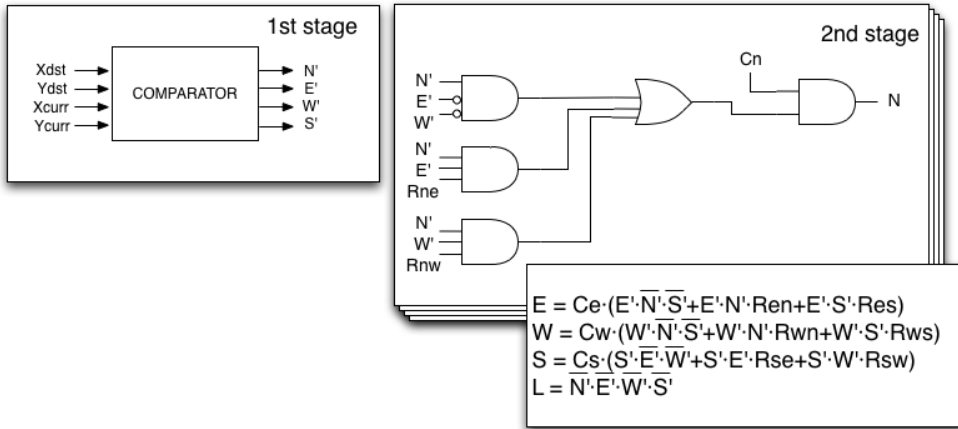 1st stage
Xdst
Ydst
Xcurr
Ycurr
COMPARATOR
N'
E'
W'
S'
2nd stage
N'
E'
W'
N'
E'
Rne
N'
W'
Rnw
Cn
N
E = Ce·(E'·N̅'·S̅'+E'·N'·Ren+E'·S'·Res)
W = Cw·(W'·N̅'·S̅'+W'·N'·Rwn+W'·S'·Rws)
S = Cs·(S'·E̅'·W̅'+S'·E'·Rse+S'·W'·Rsw)
L = N̅'·E̅'·W̅'·S̅'